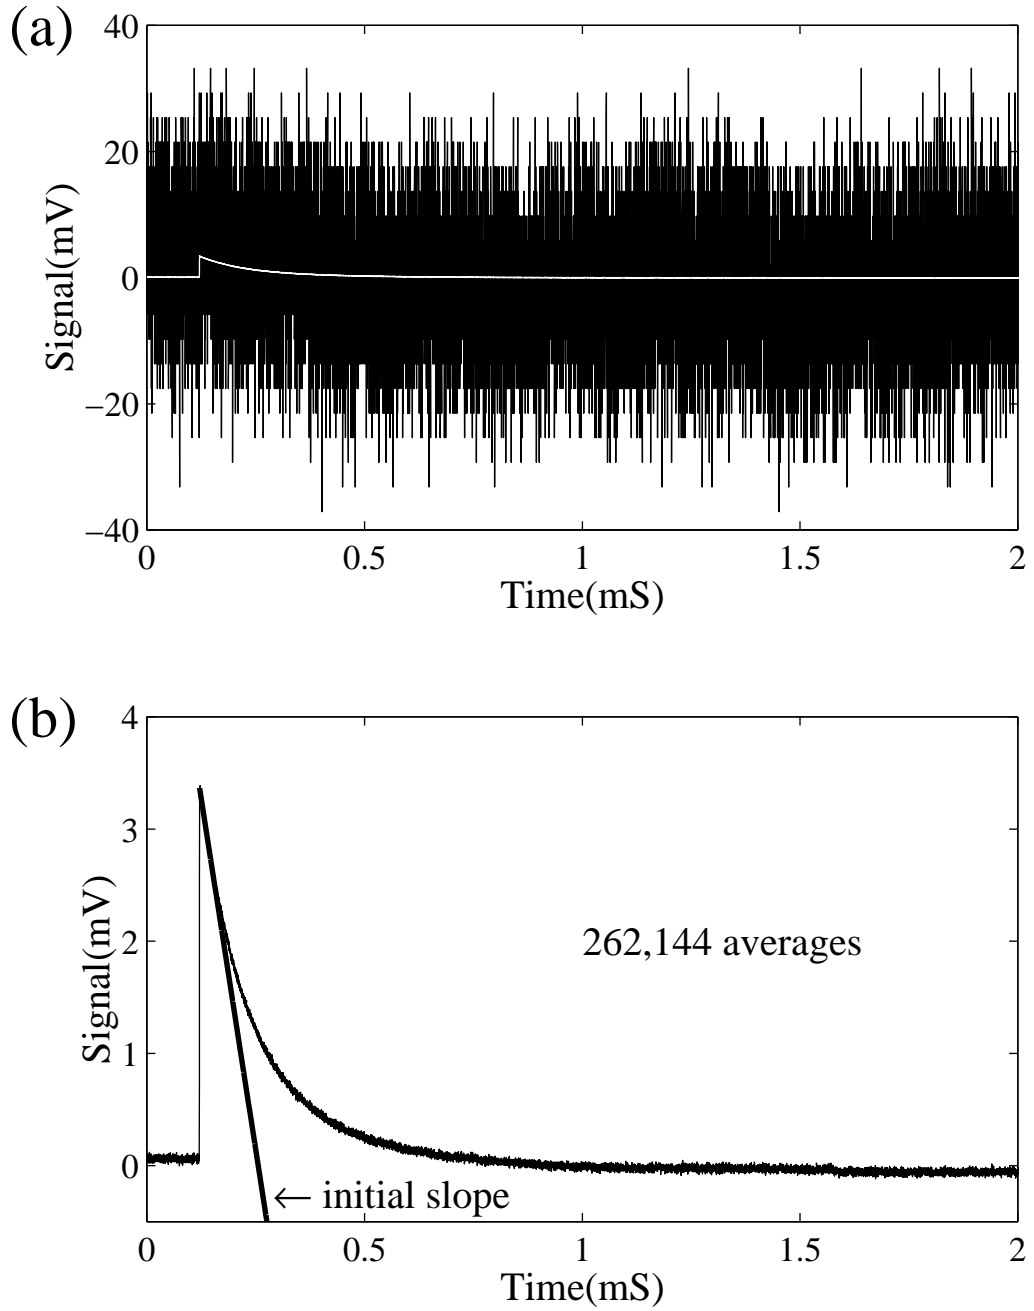 (a)
40
20
0
−20
−40
Signal(mV)
0 0.5 1 1.5 2
Time(mS)
(b)
4
3
2
1
0
Signal(mV)
262,144 averages
← initial slope
0 0.5 1 1.5 2
Time(mS)